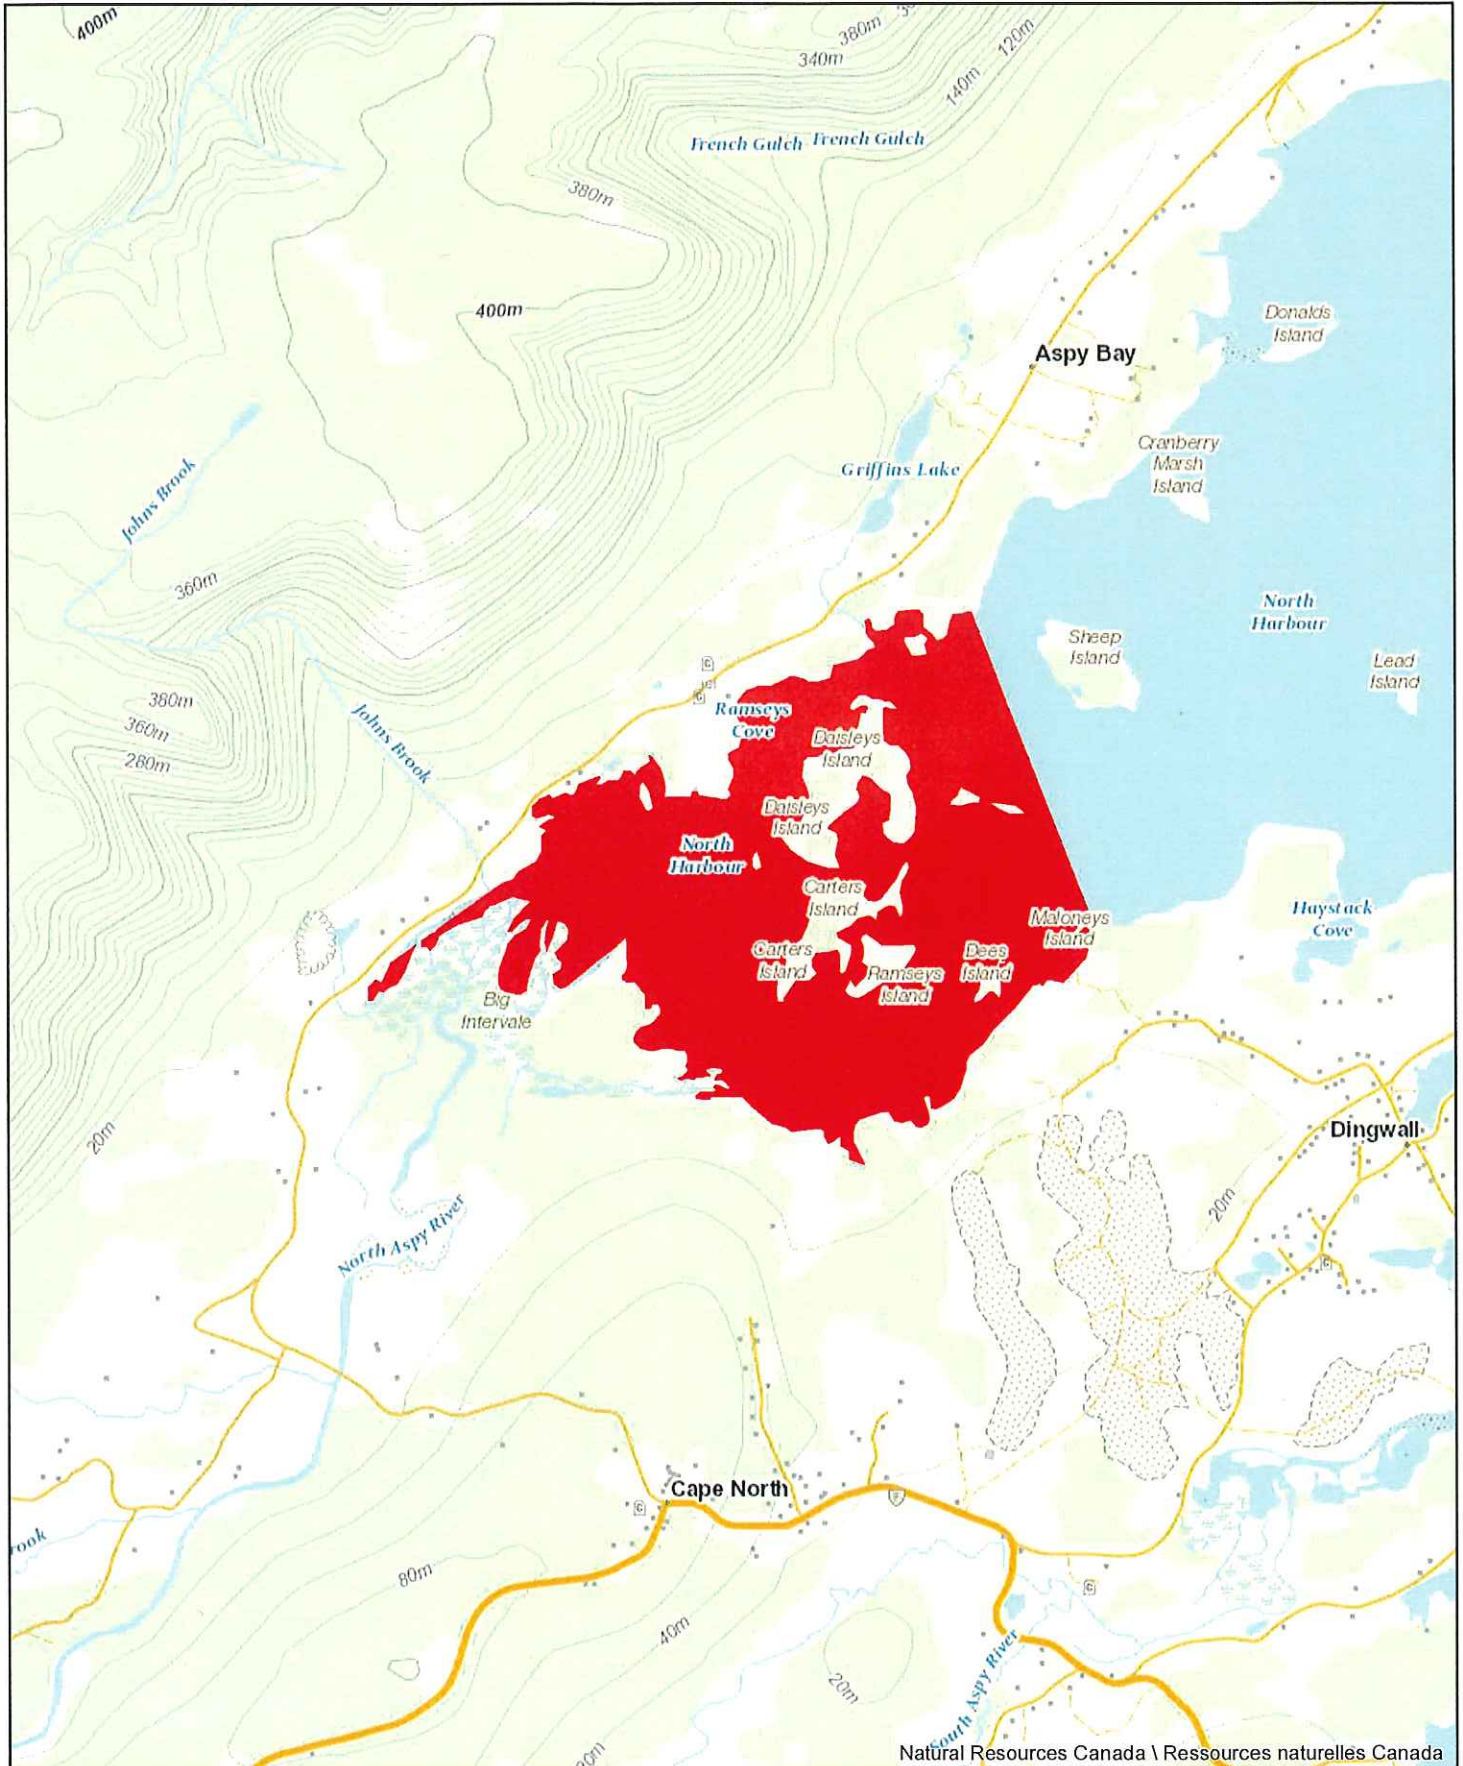 400m
380m
340m
120m
140m
French Gulch
French Gulch
380m
400m
Donalds
Island
Aspy Bay
Cranberry
Marsh
Island
Griffins Lake
Johns Brook
360m
North
Harbour
Sheep
Island
Lead
Island
380m
360m
280m
Johns Brook
Ramseys
Cove
Daisleys
Island
Daisleys
Island
North
Harbour
Carters
Island
Maloneys
Island
Haystack
Cove
Carters
Island
Ramseys
Island
Dees
Island
Big
Intervale
20m
Dingwall
20m
North Aspy River
Cape North
80m
40m
20m
South Aspy River
Natural Resources Canada \ Ressources naturelles Canada